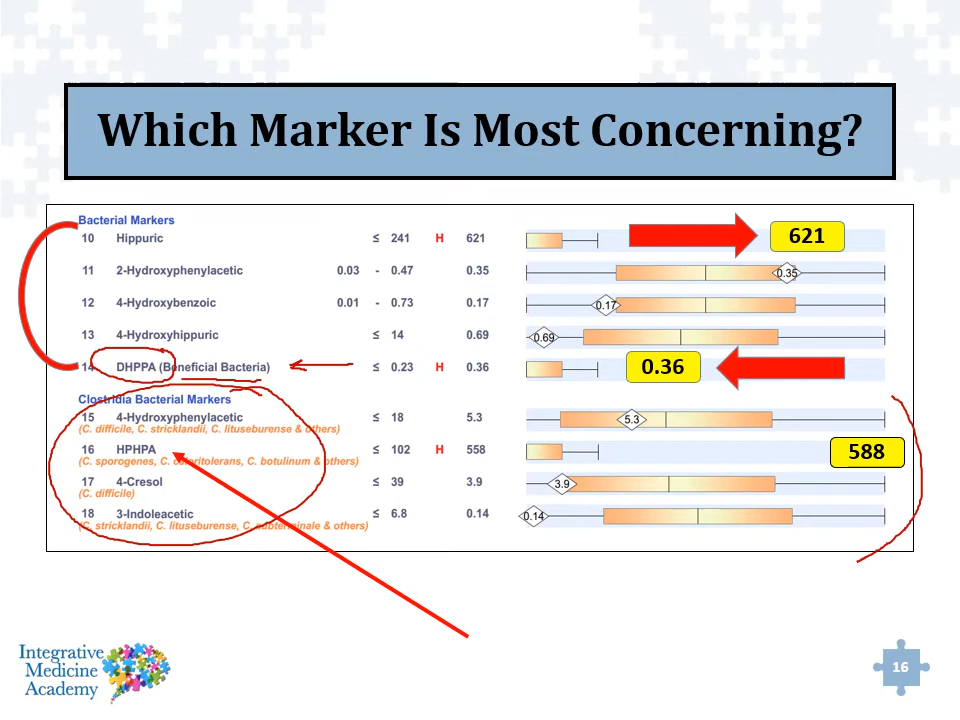 Which Marker Is Most Concerning?
Bacterial Markers
10 Hippuric ≤ 241 H 621 621
11 2-Hydroxyphenylacetic 0.03 - 0.47 0.35 0.35
12 4-Hydroxybenzoic 0.01 - 0.73 0.17 0.17
13 4-Hydroxyhippuric ≤ 14 0.69 0.69
14 DHPPA (Beneficial Bacteria) ≤ 0.23 H 0.36 0.36
Clostridia Bacterial Markers
15 4-Hydroxyphenylacetic ≤ 18 5.3 5.3
(C. difficile, C. stricklandii, C. lituseburense & others)
16 HPHPA ≤ 102 H 558 588
(C. sporogenes, C. caloritolerans, C. botulinum & others)
17 4-Cresol ≤ 39 3.9 3.9
(C. difficile)
18 3-Indoleacetic ≤ 6.8 0.14 0.14
(C. stricklandii, C. lituseburense, C. subterminale & others)
Integrative
Medicine
Academy
16